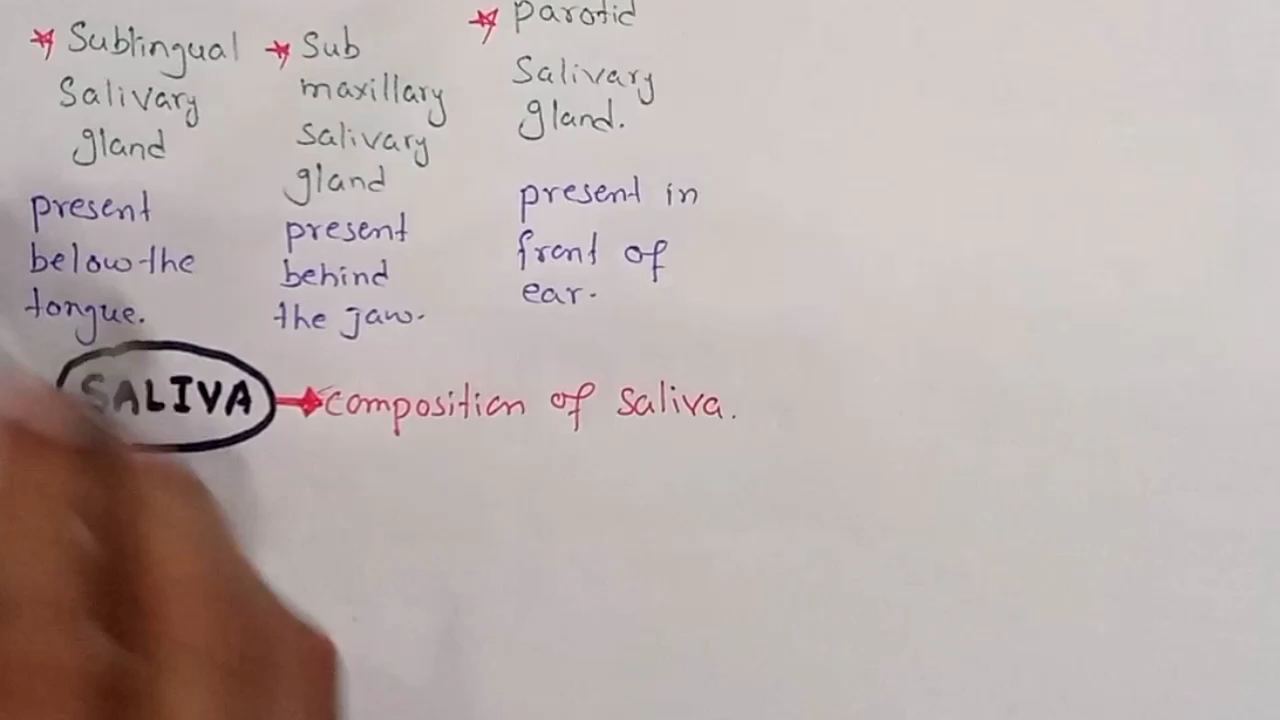 Sublingual
Salivary
gland
present
below the
tongue.
Sub
maxillary
salivary
gland
present
behind
the jaw.
parotid
Salivary
gland.
present in
front of
ear.
SALIVA
composition of saliva.